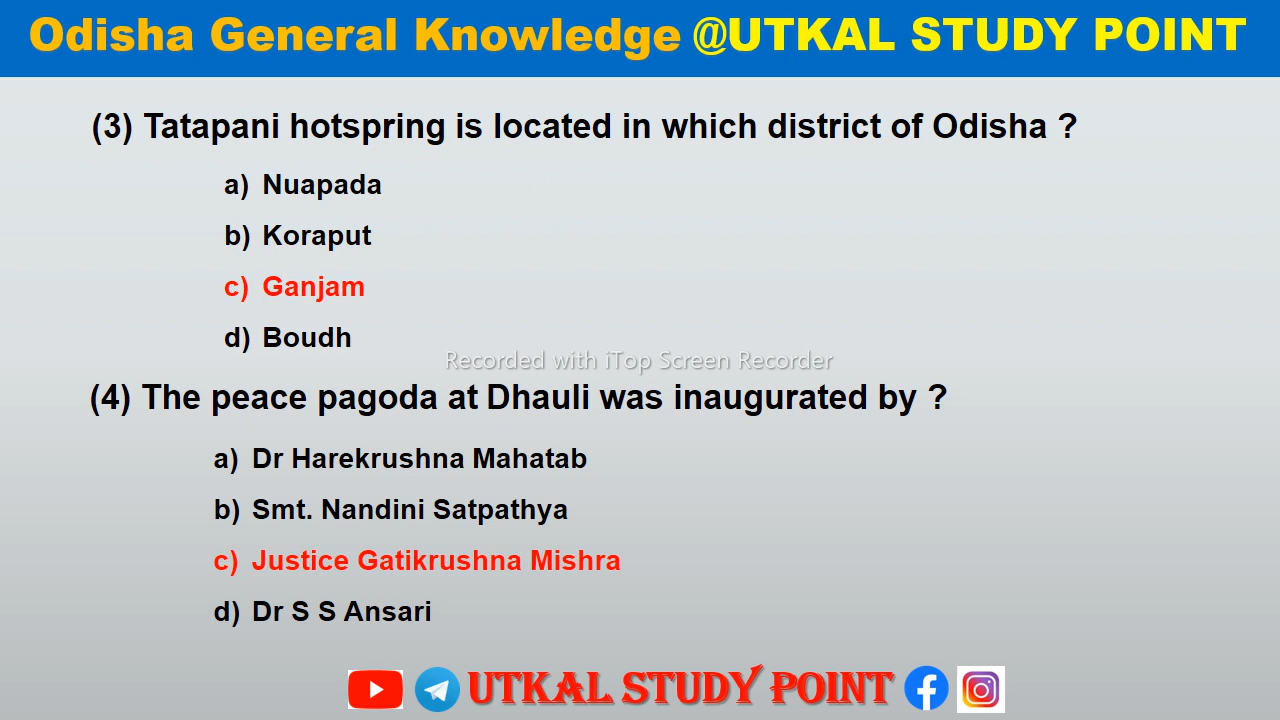 Odisha General Knowledge @UTKAL STUDY POINT
(3) Tatapani hotspring is located in which district of Odisha ?
a) Nuapada
b) Koraput
c) Ganjam
d) Boudh
Recorded with iTop Screen Recorder
(4) The peace pagoda at Dhauli was inaugurated by ?
a) Dr Harekrushna Mahatab
b) Smt. Nandini Satpathya
c) Justice Gatikrushna Mishra
d) Dr S S Ansari
UTKAL STUDY POINT